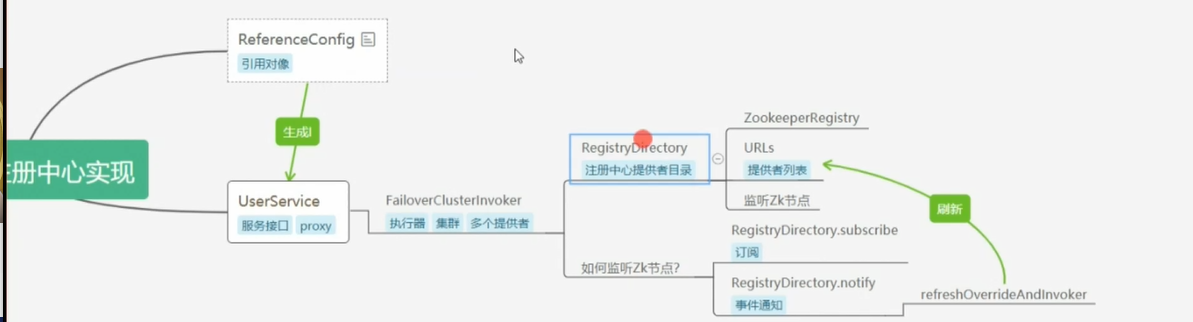 册中心实现
ReferenceConfig
引用对像
生成l
UserService
服务接口 proxy
FailoverClusterInvoker
执行器 集群 多个提供者
RegistryDirectory
注册中心提供者目录
ZookeeperRegistry
URLs
提供者列表
监听Zk节点
刷新
如何监听Zk节点?
RegistryDirectory.subscribe
订阅
RegistryDirectory.notify
事件通知
refreshOverrideAndInvoker